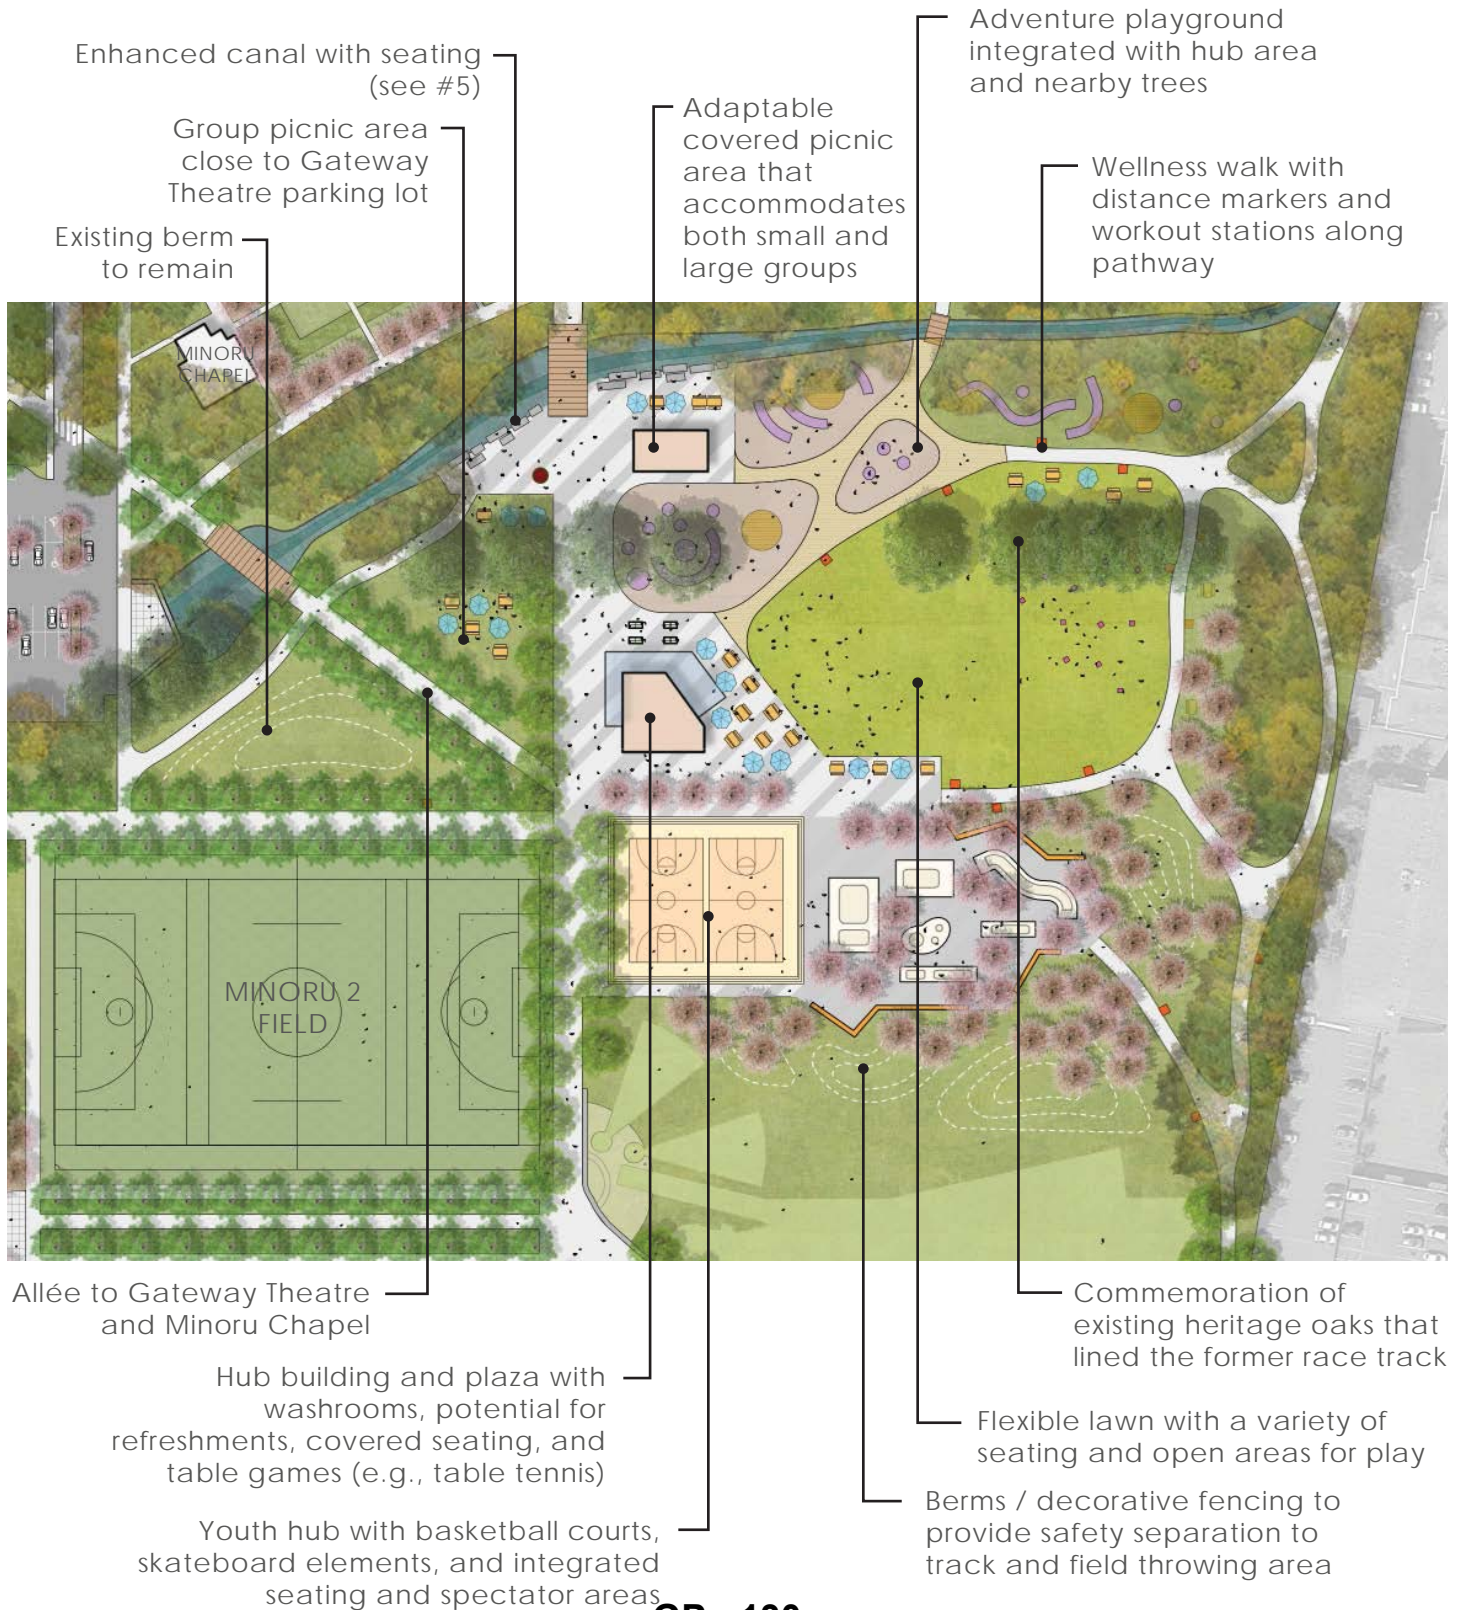 Adventure playground
integrated with hub area
and nearby trees
Enhanced canal with seating
(see #5)
Adaptable
covered picnic
area that
accommodates
both small and
large groups
Group picnic area
close to Gateway
Theatre parking lot
Wellness walk with
distance markers and
workout stations along
pathway
Existing berm
to remain
MINORU
CHAPEL
MINORU 2
FIELD
Allée to Gateway Theatre
and Minoru Chapel
Commemoration of
existing heritage oaks that
lined the former race track
Hub building and plaza with
washrooms, potential for
refreshments, covered seating, and
table games (e.g., table tennis)
Flexible lawn with a variety of
seating and open areas for play
Berms / decorative fencing to
provide safety separation to
track and field throwing area
Youth hub with basketball courts,
skateboard elements, and integrated
seating and spectator areas